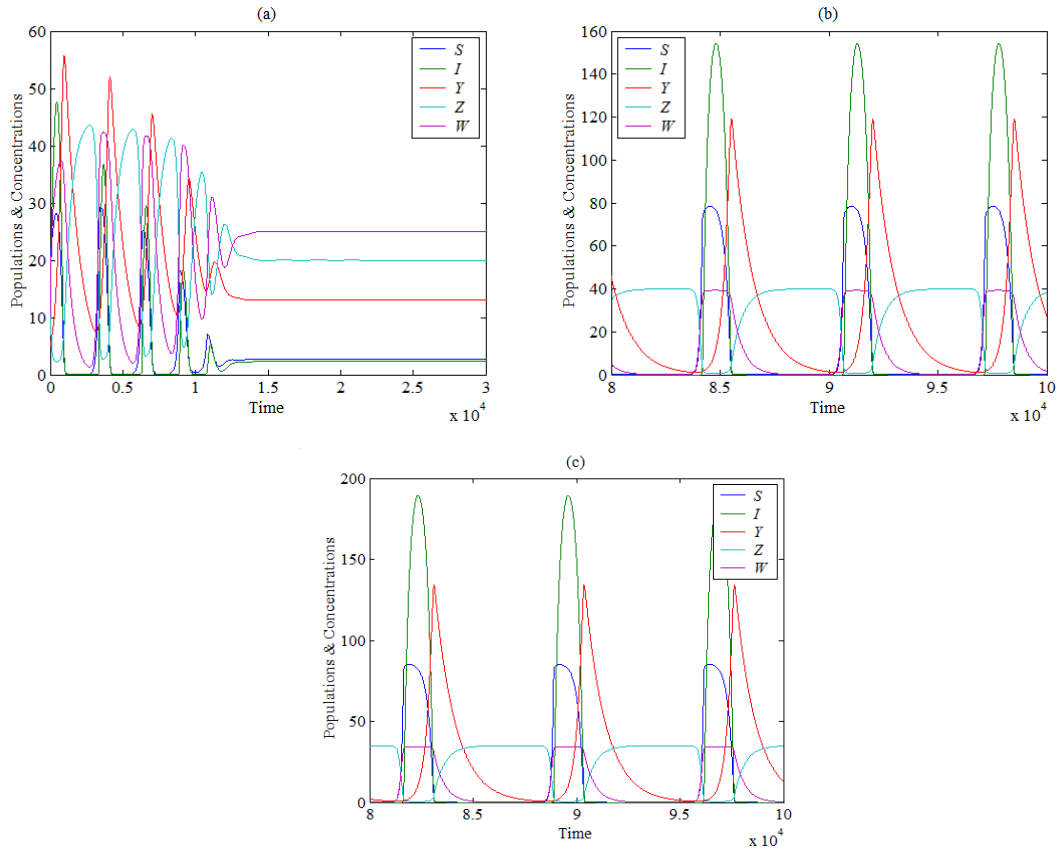 (a)
Populations & Concentrations
60
50
40
30
20
10
0
0
0.5
1
1.5
2
2.5
3
x 10^4
Time
S
I
Y
Z
W
(b)
Populations & Concentrations
160
140
120
100
80
60
40
20
0
8
8.5
9
9.5
10
x 10^4
Time
S
I
Y
Z
W
(c)
Populations & Concentrations
200
150
100
50
0
8
8.5
9
9.5
10
x 10^4
Time
S
I
Y
Z
W